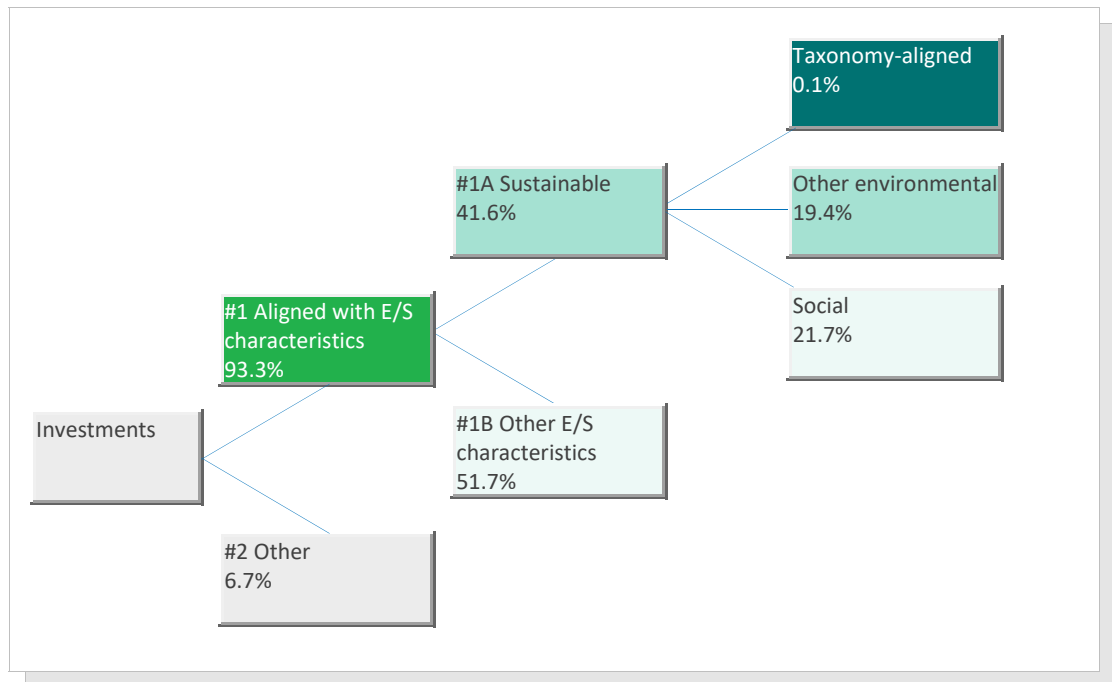 Taxonomy-aligned
0.1%
#1A Sustainable
41.6%
Other environmental
19.4%
#1 Aligned with E/S
characteristics
93.3%
Social
21.7%
Investments
#1B Other E/S
characteristics
51.7%
#2 Other
6.7%